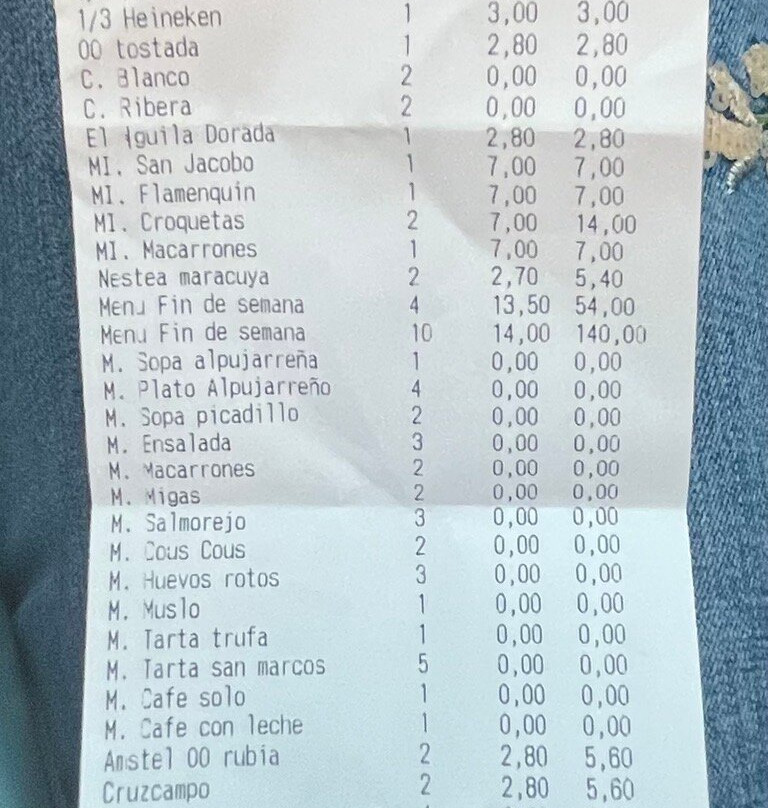 1/3 Heineken 1 3,00 3,00
00 tostada 1 2,80 2,80
C. Blanco 2 0,00 0,00
C. Ribera 2 0,00 0,00
El Aguila Dorada 1 2,80 2,80
MI. San Jacobo 1 7,00 7,00
MI. Flamenquin 1 7,00 7,00
MI. Croquetas 2 7,00 14,00
MI. Macarrones 1 7,00 7,00
Nestea maracuya 2 2,70 5,40
Menu Fin de semana 4 13,50 54,00
Menu Fin de semana 10 14,00 140,00
M. Sopa alpujarreña 1 0,00 0,00
M. Plato Alpujarreño 4 0,00 0,00
M. Sopa picadillo 2 0,00 0,00
M. Ensalada 3 0,00 0,00
M. Macarrones 2 0,00 0,00
M. Migas 2 0,00 0,00
M. Salmorejo 3 0,00 0,00
M. Cous Cous 2 0,00 0,00
M. Huevos rotos 3 0,00 0,00
M. Muslo 1 0,00 0,00
M. Tarta trufa 1 0,00 0,00
M. Tarta san marcos 5 0,00 0,00
M. Cafe solo 1 0,00 0,00
M. Cafe con leche 1 0,00 0,00
Amstel 00 rubia 2 2,80 5,60
Cruzcampo 2 2,80 5,60